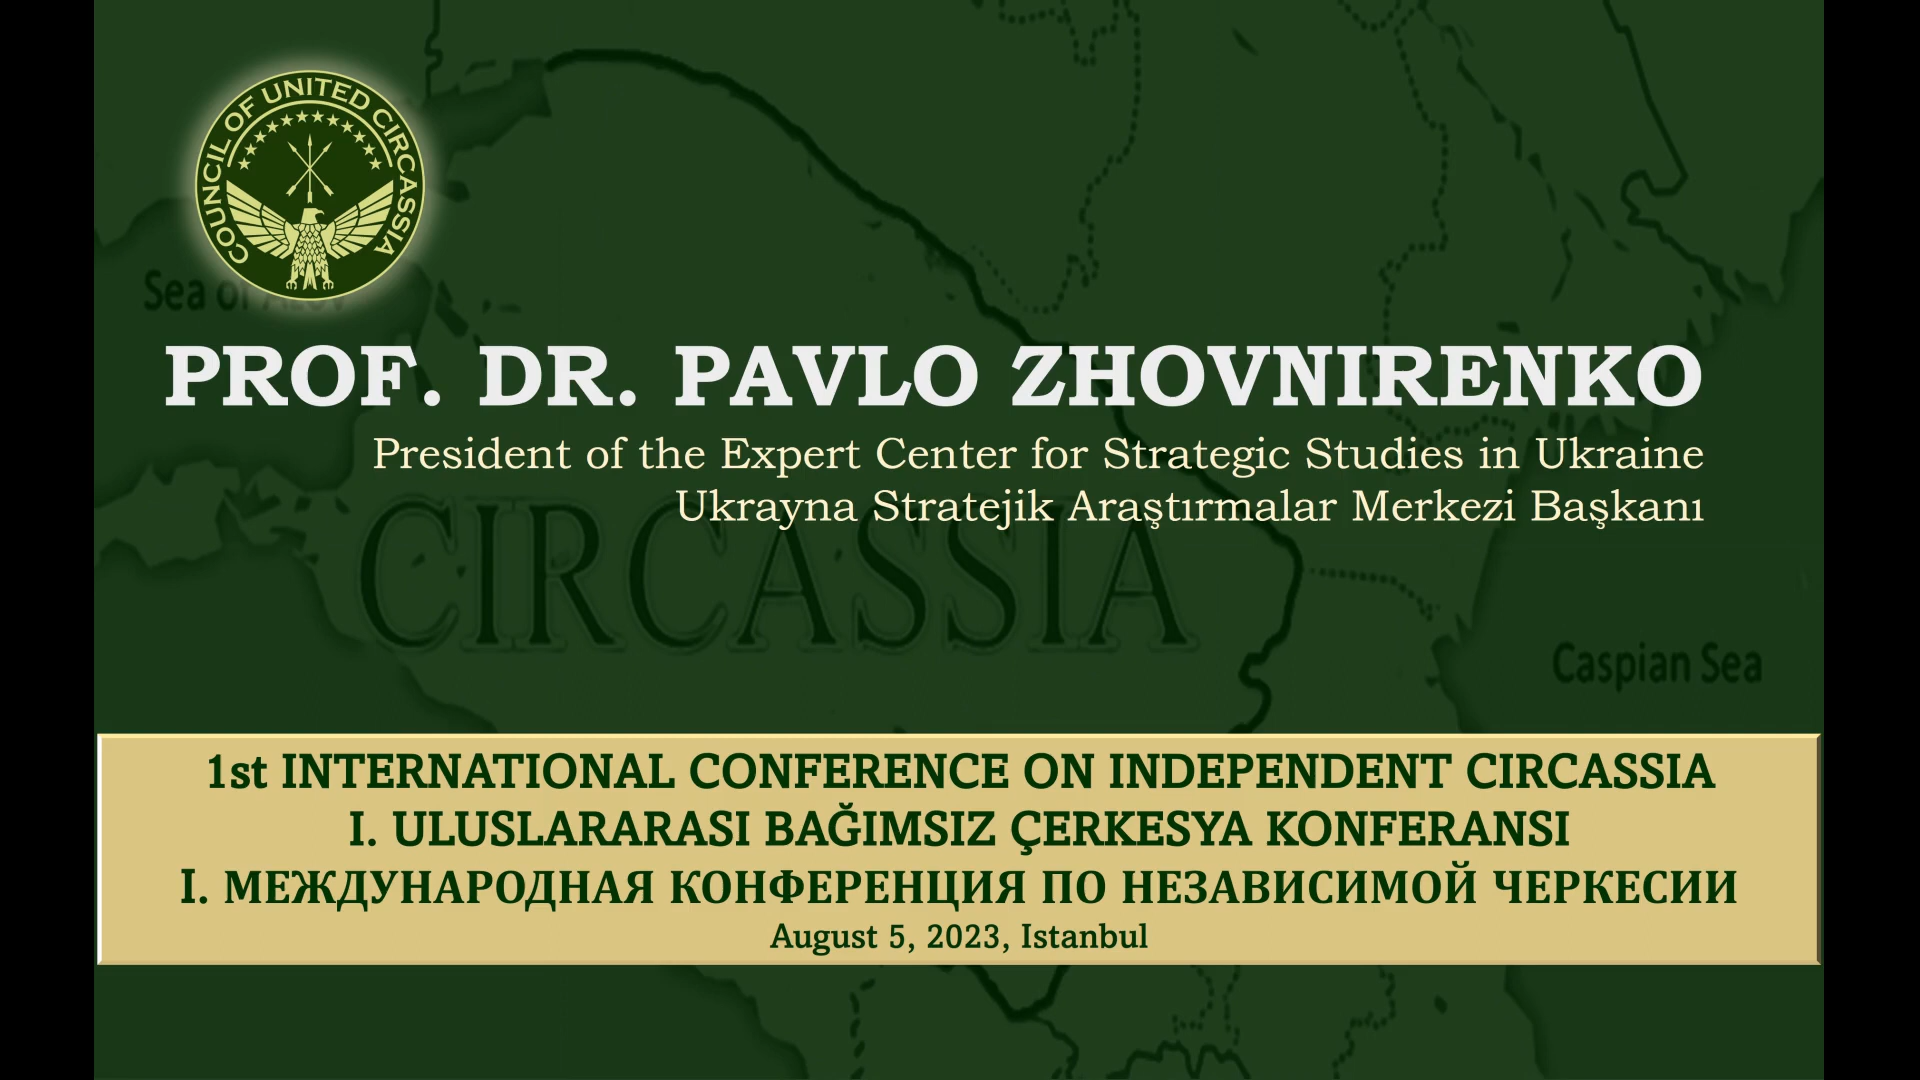 COUNCIL OF UNITED CIRCASSIA
Sea of Azov
PROF. DR. PAVLO ZHOVNIRENKO
President of the Expert Center for Strategic Studies in Ukraine
Ukrayna Stratejik Araştırmalar Merkezi Başkanı
CIRCASSIA
Caspian Sea
1st INTERNATIONAL CONFERENCE ON INDEPENDENT CIRCASSIA
I. ULUSLARARASI BAĞIMSIZ ÇERKESYA KONFERANSI
I. МЕЖДУНАРОДНАЯ КОНФЕРЕНЦИЯ ПО НЕЗАВИСИМОЙ ЧЕРКЕСИИ
August 5, 2023, Istanbul